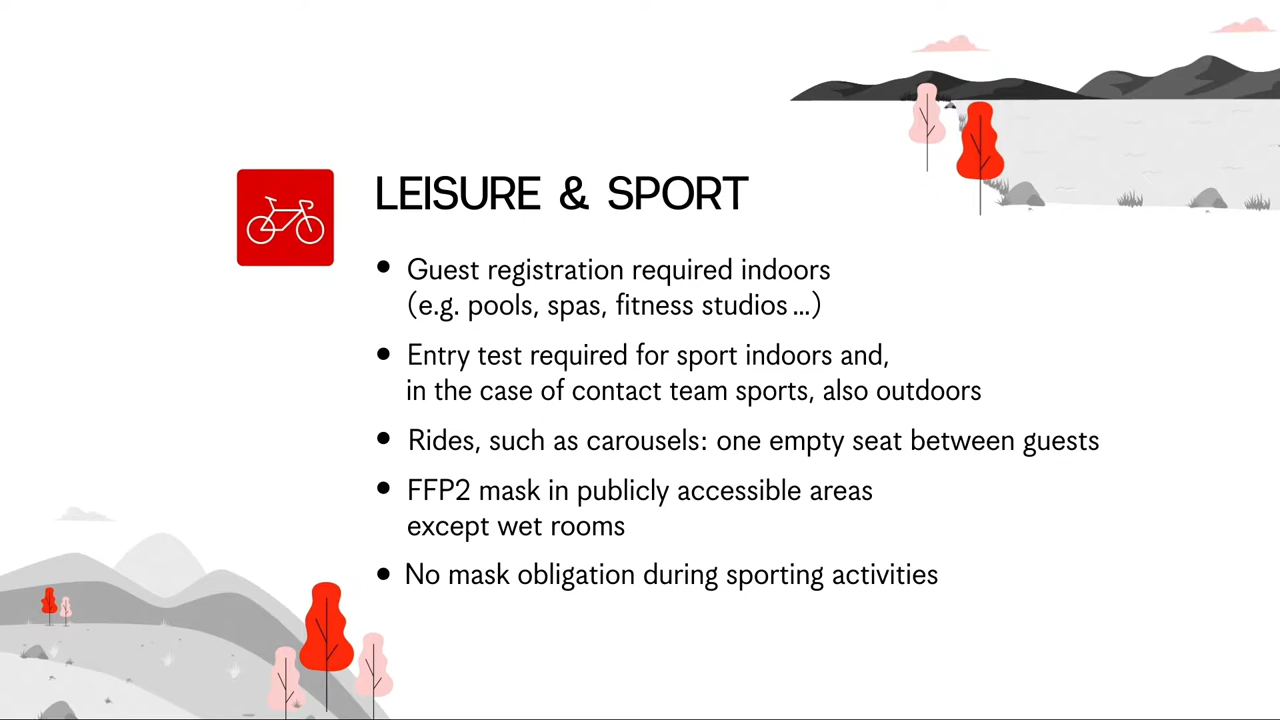 LEISURE & SPORT
• Guest registration required indoors
(e.g. pools, spas, fitness studios ...)
• Entry test required for sport indoors and,
in the case of contact team sports, also outdoors
• Rides, such as carousels: one empty seat between guests
• FFP2 mask in publicly accessible areas
except wet rooms
• No mask obligation during sporting activities